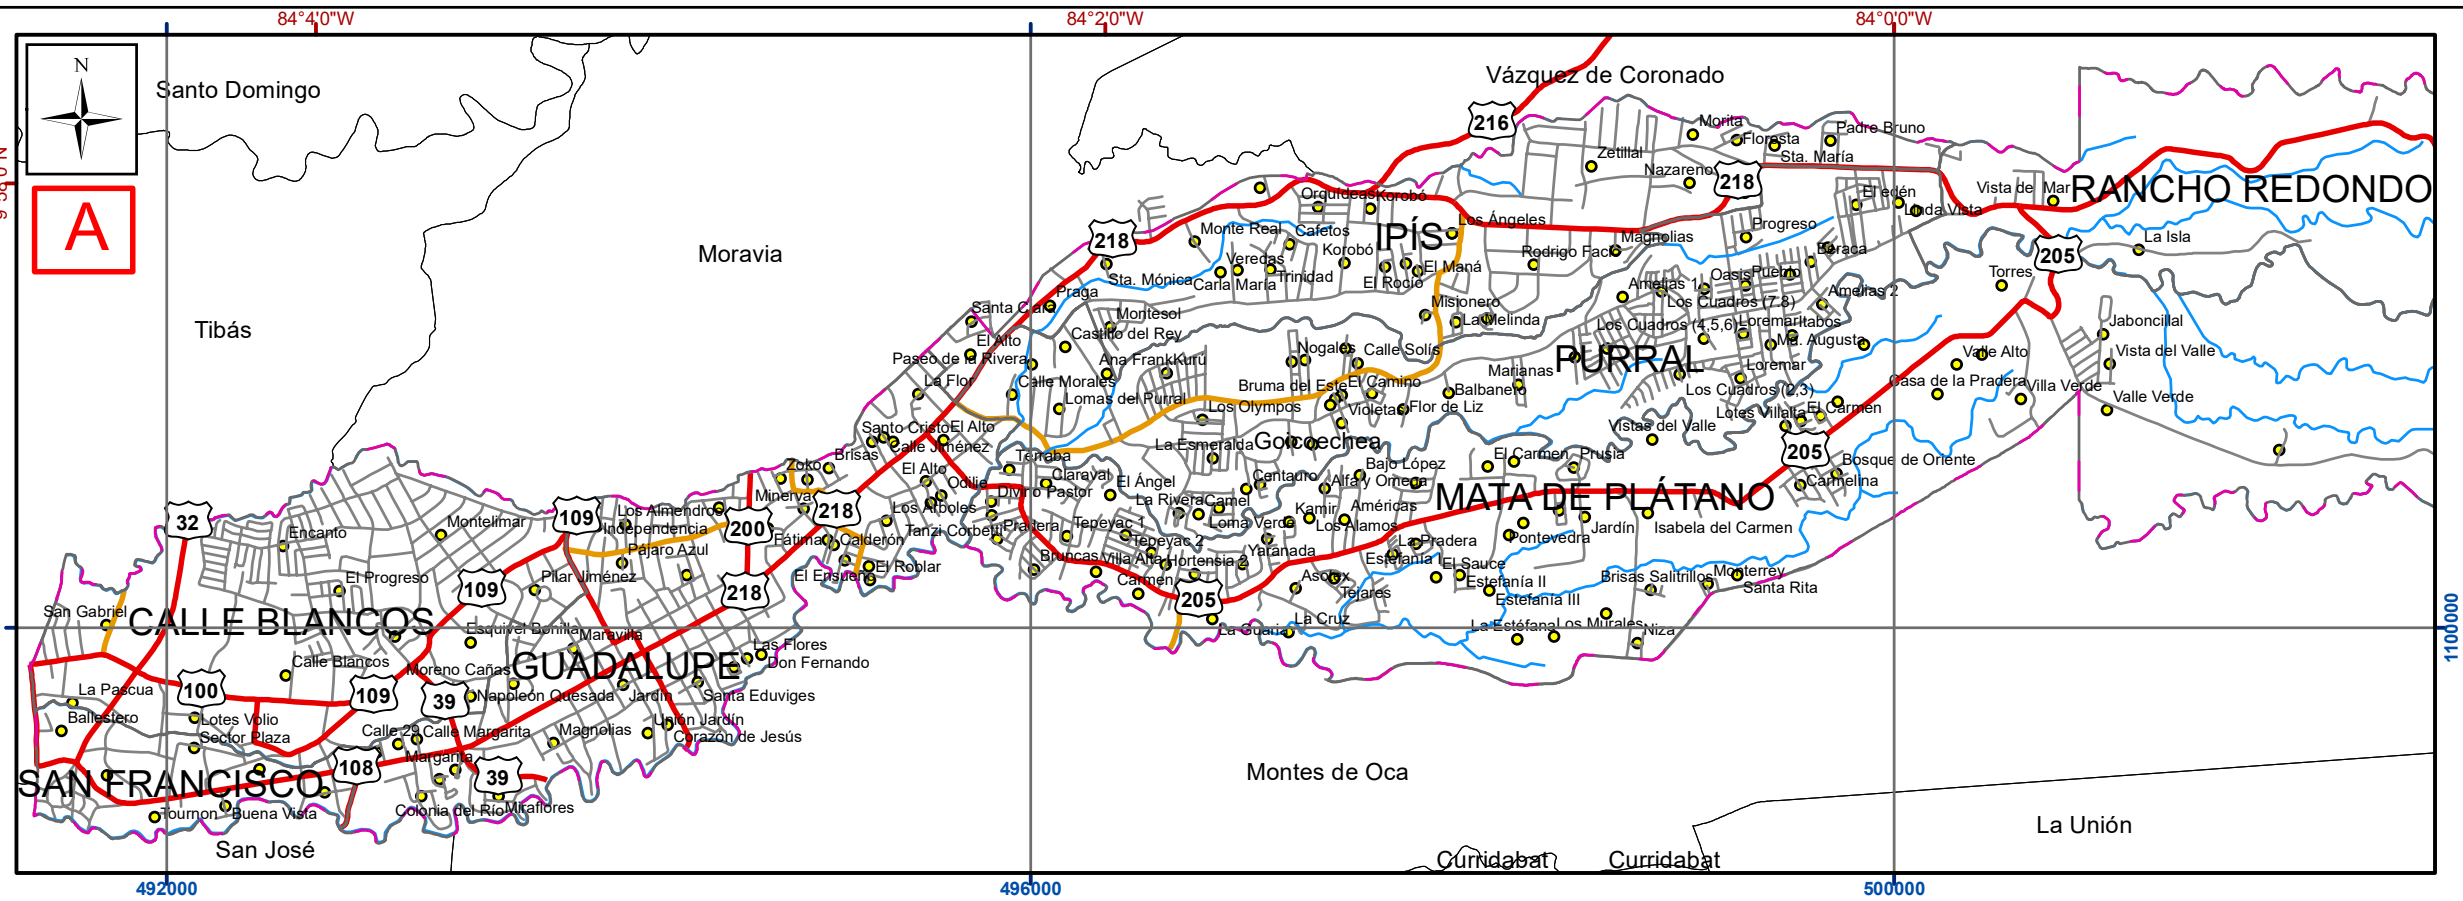 84°4'0"W
84°2'0"W
84°0'0"W
N
A
Santo Domingo
Vázquez de Coronado
Moravia
Tibás
216
Morita
Floresta
Padre Bruno
Sta. María
Zetillal
Nazareno
218
El edén
Linda Vista
Vista de Mar
RANCHO REDONDO
Orquídeas
Korobó
Los Ángeles
IPÍS
218
Monte Real
Cafetos
Korobó
Rodrigo Facio
Magnolias
Progreso
Beraca
205
La Isla
Torres
Sta. Mónica
Veredas
Carla María
Trinidad
El Rocío
El Maná
Oasis
Pueblo
Amelias 1
Amelias 2
Praga
Santa Clara
Montesol
Castillo del Rey
Misionero
La Melinda
Los Cuadros (7,8)
Los Cuadros (4,5,6)
Loremar
Itabos
Jaboncillal
El Alto
Paseo de la Rivera
Ana Frank
Kurú
Nogales
Calle Solís
PURRAL
Ma. Augusta
Valle Alto
Vista del Valle
La Flor
Calle Morales
Bruma del Este
El Camino
Marianas
Balbanero
Loremar
Los Cuadros (2,3)
Casa de la Pradera
Villa Verde
Valle Verde
Lomas del Purral
Los Olympos
Violetas
Flor de Liz
Lotes Villalta
El Carmen
Santo Cristo
El Alto
Calle Jiménez
La Esmeralda
Goicoechea
Vistas del Valle
205
Zoko
Brisas
Terraba
El Carmen
Prusia
Bosque de Oriente
Minerva
El Alto
Odilie
Claraval
Divino Pastor
El Ángel
Centauro
Bajo López
Alfa y Omega
MATA DE PLÁTANO
Carmelina
32
109
Los Almendros
Independencia
200
218
Los Arboles
La Rivera
Camel
Kamir
Américas
Encanto
Montelimar
Pájaro Azul
Fátima
Calderón
Tanzi Corbetti
Pradera
Tepeyac 1
Tepeyac 2
Loma Verde
Los Alamos
Jardín
Isabela del Carmen
Pontevedra
La Pradera
El Progreso
109
Pilar Jiménez
218
El Ensueño
El Roblar
Bruncas
Villa Alta
Hortensia 2
Yaranada
Estefanía I
El Sauce
Estefanía II
Estefanía III
Brisas Salitrillos
Monterrey
Santa Rita
Carmen
205
Asotex
Tejares
San Gabriel
CALLE BLANCOS
Esquivel Bonilla
Maravilla
La Guaria
La Cruz
La Estéfana
Los Murales
Niza
1100000
Las Flores
Don Fernando
Calle Blancos
Moreno Cañas
GUADALUPE
La Pascua
100
109
39
Napoleón Quesada
Jardín
Santa Eduviges
Ballestero
Lotes Volio
Sector Plaza
Calle 29
Calle Margarita
Magnolias
Unión Jardín
Corazón de Jesús
SAN FRANCISCO
108
Margarita
39
Montes de Oca
Tournon
Buena Vista
Colonia del Río
Miraflores
La Unión
San José
Curridabat
Curridabat
492000
496000
500000